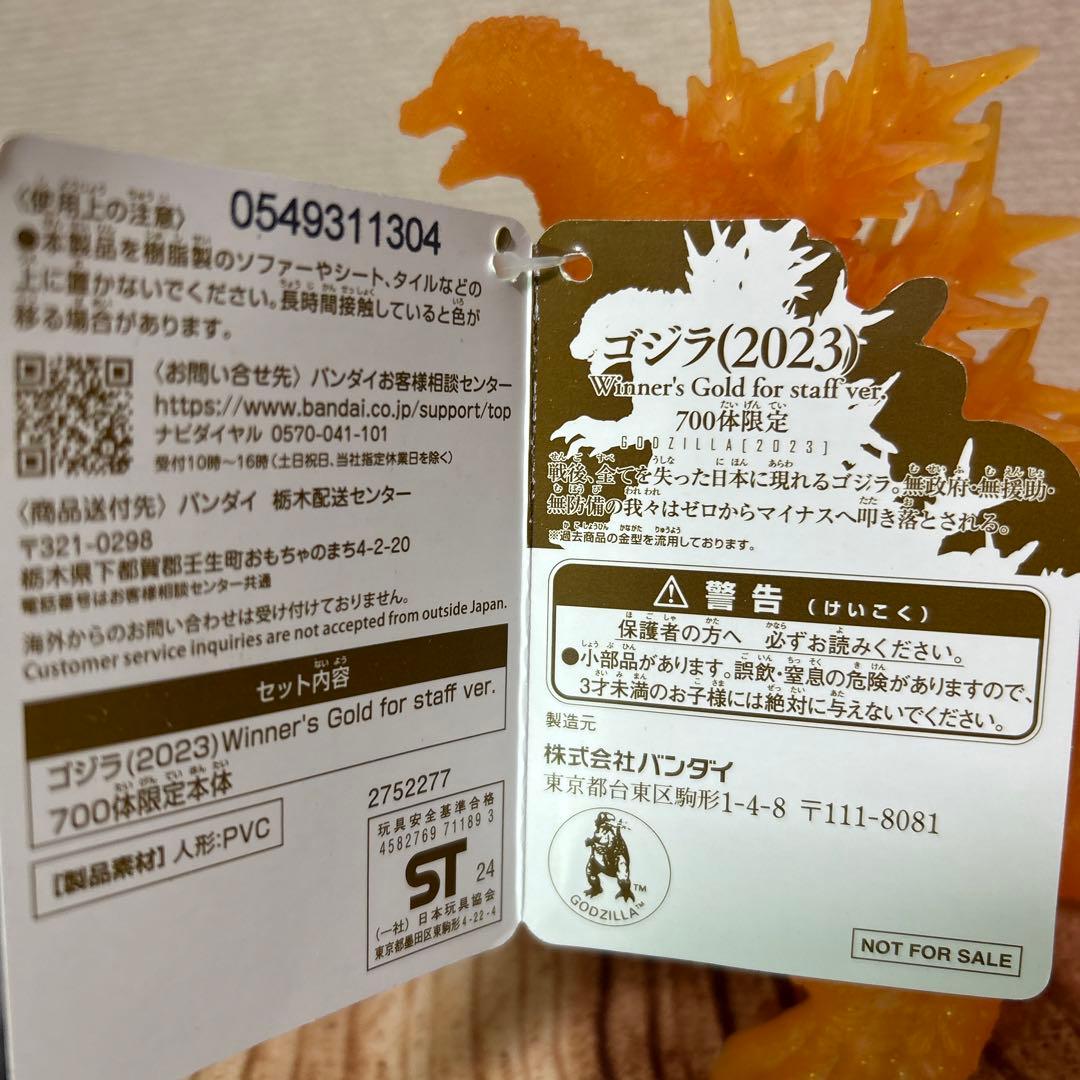 〈使用上の注意〉
0549311304
●本製品を樹脂製のソファーやシート、タイルなどの
上に置かないでください。長時間接触していると色が
移る場合があります。
〈お問い合せ先〉バンダイお客様相談センター
https://www.bandai.co.jp/support/top
ナビダイヤル 0570-041-101
受付10時～16時(土日祝日、当社指定休業日を除く)
〈商品送付先〉バンダイ 栃木配送センター
〒321-0298
栃木県下都賀郡壬生町おもちゃのまち4-2-20
電話番号はお客様相談センター共通
海外からのお問い合わせは受け付けておりません。
Customer service inquiries are not accepted from outside Japan.
セット内容
ゴジラ(2023)Winner's Gold for staff ver.
700体限定本体
[製品素材]人形:PVC
2752277
玩具安全基準合格
4582769 71189 3
ST 24
(一社)日本玩具協会
東京都墨田区東駒形4-22-4
ゴジラ(2023)
Winner's Gold for staff ver.
700体限定
GODZILLA[2023]
戦後、全てを失った日本に現れるゴジラ。無政府・無援助・
無防備の我々はゼロからマイナスへ叩き落とされる。
※過去商品の金型を流用しております。
警告 (けいこく)
保護者の方へ 必ずお読みください。
●小部品があります。誤飲・窒息の危険がありますので、
3才未満のお子様には絶対に与えないでください。
製造元
株式会社バンダイ
東京都台東区駒形1-4-8 〒111-8081
GODZILLA™
™
NOT FOR SALE